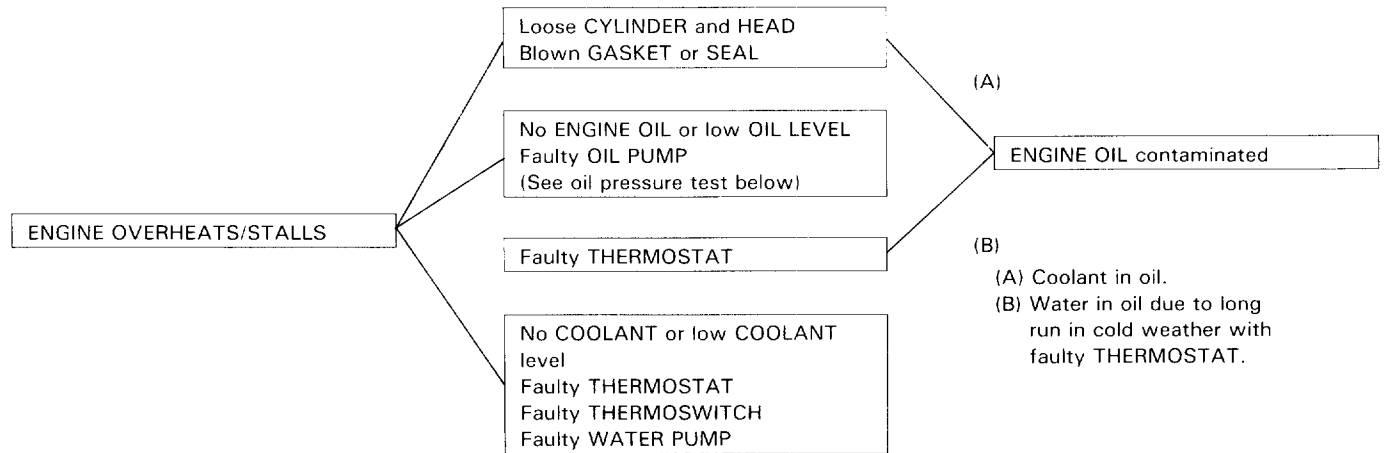 ENGINE OVERHEATS/STALLS
Loose CYLINDER and HEAD
Blown GASKET or SEAL
No ENGINE OIL or low OIL LEVEL
Faulty OIL PUMP
(See oil pressure test below)
Faulty THERMOSTAT
No COOLANT or low COOLANT
level
Faulty THERMOSTAT
Faulty THERMOSWITCH
Faulty WATER PUMP
(A)
ENGINE OIL contaminated
(B)
(A) Coolant in oil.
(B) Water in oil due to long
run in cold weather with
faulty THERMOSTAT.